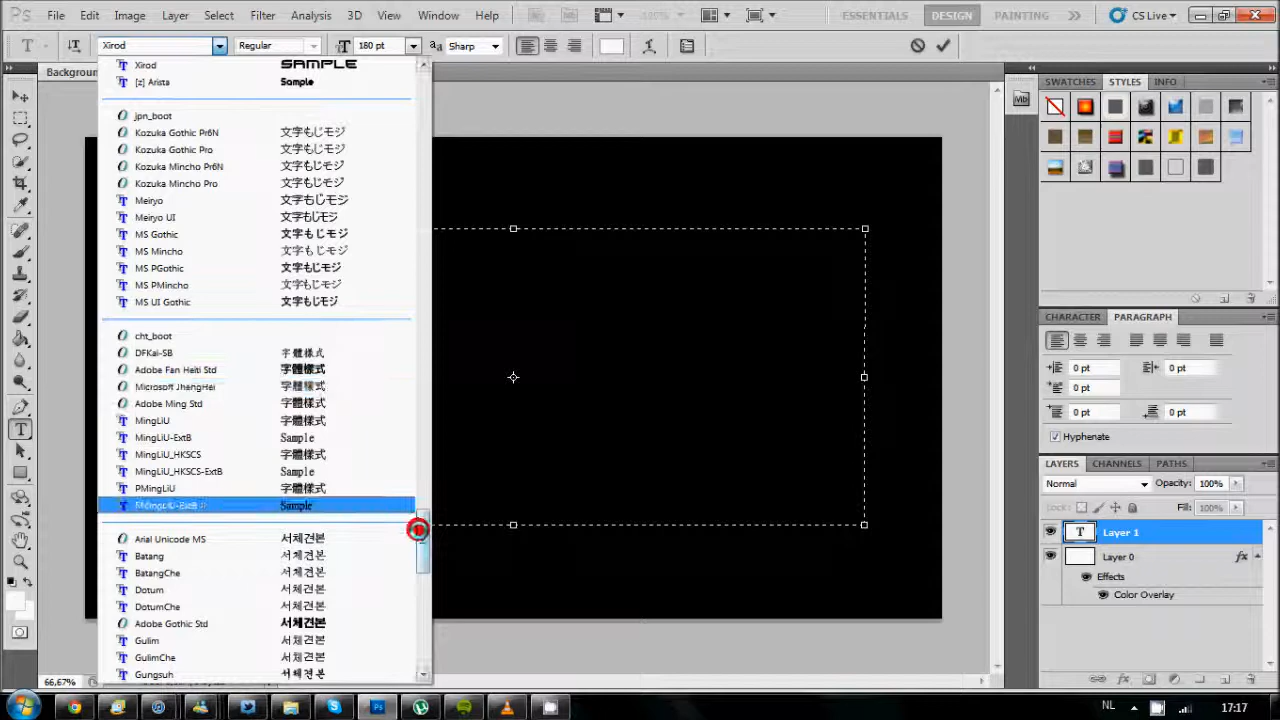 Ps File Edit Image Layer Select Filter Analysis 3D View Window Help 100% ESSENTIALS DESIGN PAINTING CS Live
T Xirod Regular 180 pt Sharp
Backgroun
Xirod SAMPLE
[z] Arista Sample
jpn_boot
Kozuka Gothic Pr6N 文字もじモジ
Kozuka Gothic Pro 文字もじモジ
Kozuka Mincho Pr6N 文字もじモジ
Kozuka Mincho Pro 文字もじモジ
Meiryo 文字もじモジ
Meiryo UI 文字もじモジ
MS Gothic 文字もじモジ
MS Mincho 文字もじモジ
MS PGothic 文字もじモジ
MS PMincho 文字もじモジ
MS UI Gothic 文字もじモジ
cht_boot
DFKai-SB 字體樣式
Adobe Fan Heiti Std 字體樣式
Microsoft JhengHei 字體樣式
Adobe Ming Std 字體樣式
MingLiU 字體樣式
MingLiU-ExtB Sample
MingLiU_HKSCS 字體樣式
MingLiU_HKSCS-ExtB Sample
PMingLiU 字體樣式
PMingLiU-ExtB Sample
Arial Unicode MS 서체견본
Batang 서체견본
BatangChe 서체견본
Dotum 서체견본
DotumChe 서체견본
Adobe Gothic Std 서체견본
Gulim 서체견본
GulimChe 서체견본
Gungsuh 서체견본
66,67%
Mb
SWATCHES STYLES INFO
CHARACTER PARAGRAPH
0 pt 0 pt
0 pt
0 pt 0 pt
Hyphenate
LAYERS CHANNELS PATHS
Normal Opacity: 100%
Lock: Fill: 100%
T Layer 1
Layer 0 fx
Effects
Color Overlay
NL 17:17